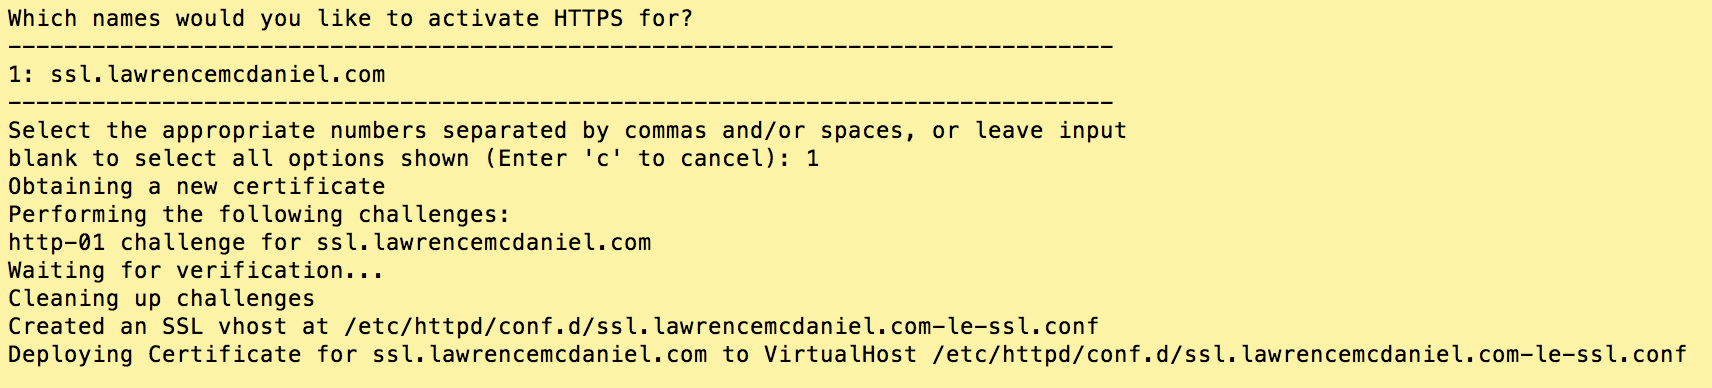 Which names would you like to activate HTTPS for?
-------------------------------------------------------------------------------
1: ssl.lawrencemcdaniel.com
-------------------------------------------------------------------------------
Select the appropriate numbers separated by commas and/or spaces, or leave input
blank to select all options shown (Enter 'c' to cancel): 1
Obtaining a new certificate
Performing the following challenges:
http-01 challenge for ssl.lawrencemcdaniel.com
Waiting for verification...
Cleaning up challenges
Created an SSL vhost at /etc/httpd/conf.d/ssl.lawrencemcdaniel.com-le-ssl.conf
Deploying Certificate for ssl.lawrencemcdaniel.com to VirtualHost /etc/httpd/conf.d/ssl.lawrencemcdaniel.com-le-ssl.conf